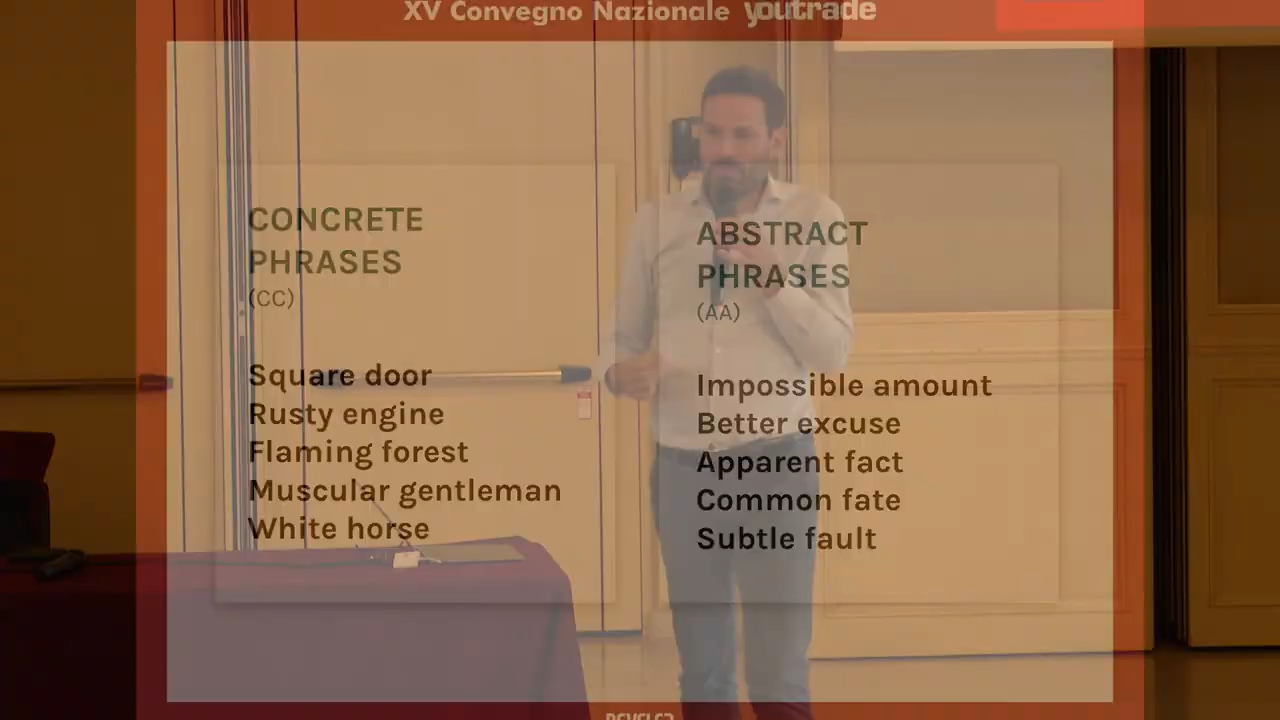 XV Convegno Nazionale youtrade
CONCRETE
PHRASES
(CC)
Square door
Rusty engine
Flaming forest
Muscular gentleman
White horse
ABSTRACT
PHRASES
(AA)
Impossible amount
Better excuse
Apparent fact
Common fate
Subtle fault